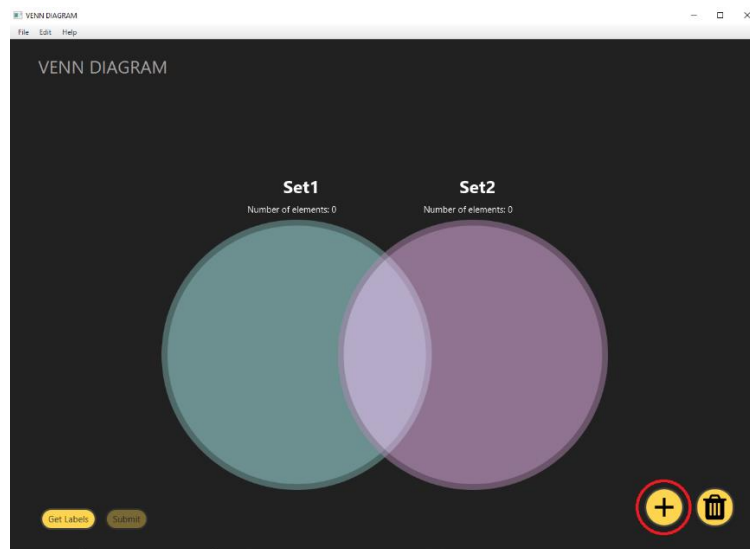 VENN DIAGRAM
File Edit Help
VENN DIAGRAM
Set1 Set2
Number of elements: 0 Number of elements: 0
Get Labels Submit